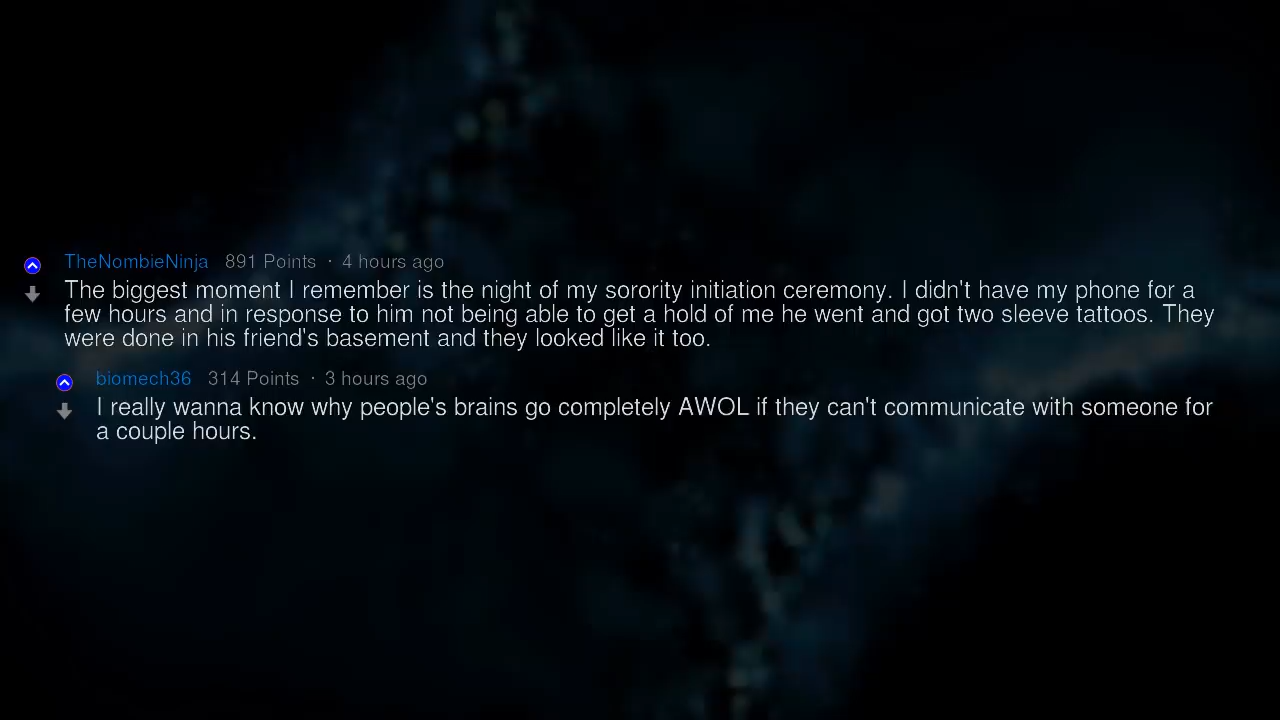 TheNombieNinja 891 Points · 4 hours ago
The biggest moment I remember is the night of my sorority initiation ceremony. I didn't have my phone for a
few hours and in response to him not being able to get a hold of me he went and got two sleeve tattoos. They
were done in his friend's basement and they looked like it too.
biomech36 314 Points · 3 hours ago
I really wanna know why people's brains go completely AWOL if they can't communicate with someone for
a couple hours.